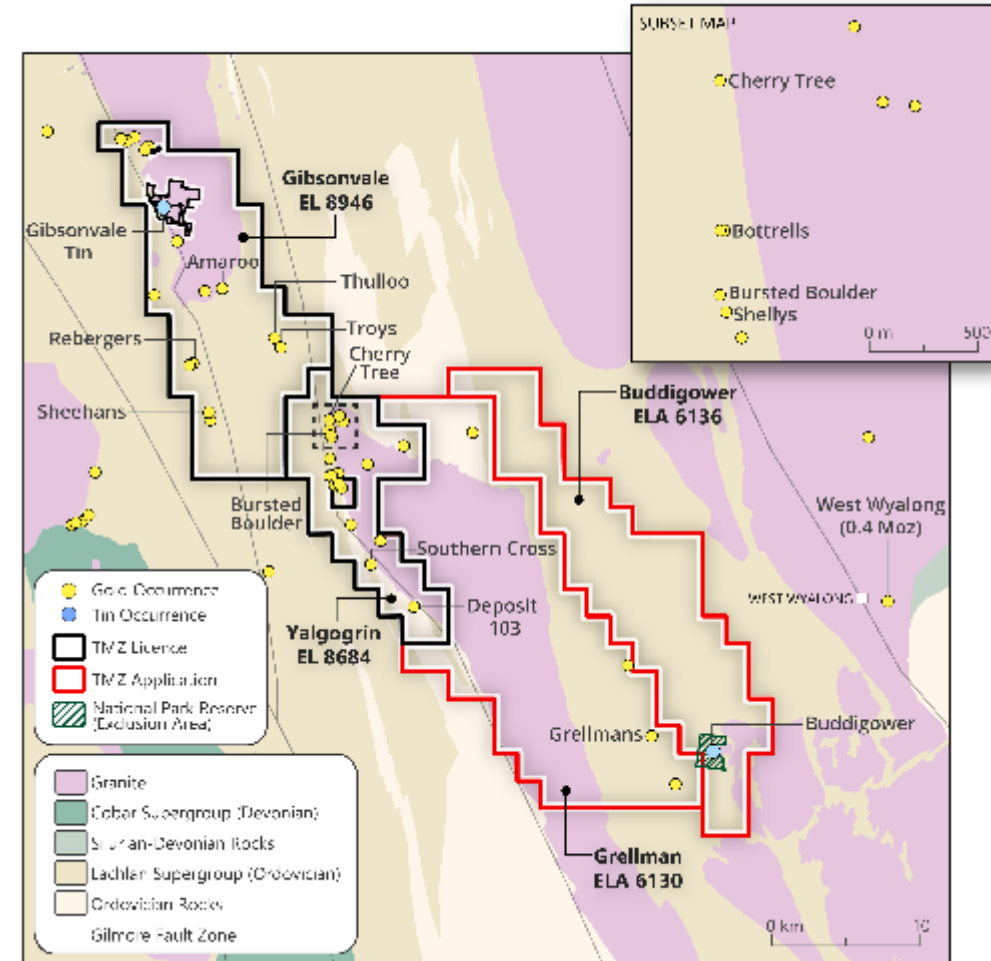 SUBSET MAP
Cherry Tree
Bottrells
Bursted Boulder
Shellys
0 m
500
Gibsonvale
EL 8946
Gibsonvale
Tin
Amaroo
Thulloo
Troys
Cherry
Tree
Rebergers
Sheehans
Bursted
Boulder
Buddigower
ELA 6136
West Wyalong
(0.4 Moz)
WEST WYALONG
Southern Cross
Deposit
103
Yalgogrin
EL 8684
Grellmans
Buddigower
Grellman
ELA 6130
Gold Occurrence
Tin Occurrence
TMZ Licence
TMZ Application
National Park Reserve
(Exclusion Area)
Granite
Cobar Supergroup (Devonian)
Silurian-Devonian Rocks
Lachlan Supergroup (Ordovician)
Ordovician Rocks
Gilmore Fault Zone
0 km
10